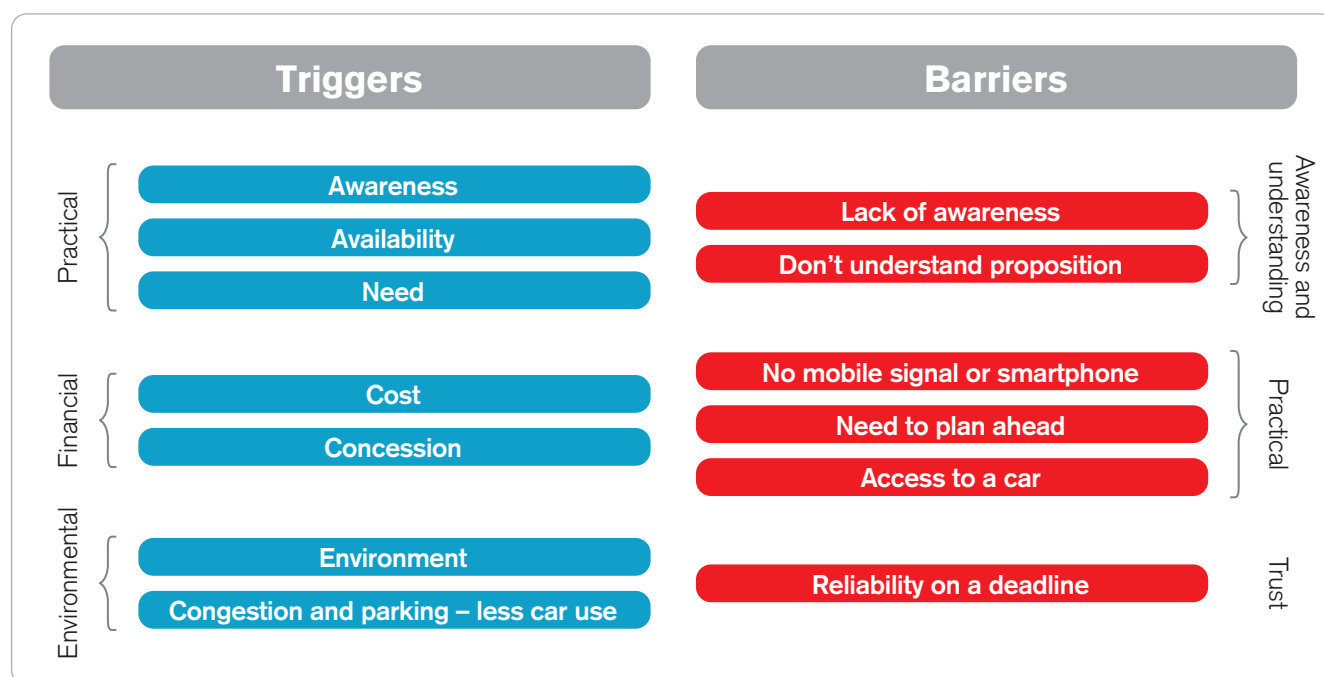 Triggers
Practical
Awareness
Availability
Need
Financial
Cost
Concession
Environmental
Environment
Congestion and parking – less car use
Barriers
Awareness and
understanding
Lack of awareness
Don’t understand proposition
Practical
No mobile signal or smartphone
Need to plan ahead
Access to a car
Trust
Reliability on a deadline